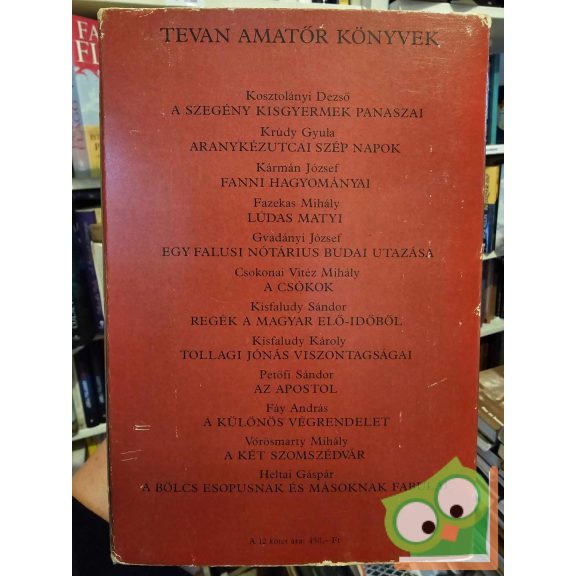 TEVAN AMATŐR KÖNYVEK
Kosztolányi Dezső
A SZEGÉNY KISGYERMEK PANASZAI
Krúdy Gyula
ARANYKÉZUTCAI SZÉP NAPOK
Kármán József
FANNI HAGYOMÁNYAI
Fazekas Mihály
LÚDAS MATYI
Gvadányi József
EGY FALUSI NÓTÁRIUS BUDAI UTAZÁSA
Csokonai Vitéz Mihály
A CSÓKOK
Kisfaludy Sándor
REGÉK A MAGYAR ELŐ-IDŐBŐL
Kisfaludy Károly
TOLLAGI JÓNÁS VISZONTAGSÁGAI
Petőfi Sándor
AZ APOSTOL
Fáy András
A KÜLÖNÖS VÉGRENDELET
Vörösmarty Mihály
A KÉT SZOMSZÉDVÁR
Heltai Gáspár
A BÖLCS ESOPUSNAK ÉS MÁSOKNAK
A 12 kötet ára: 450,– Ft